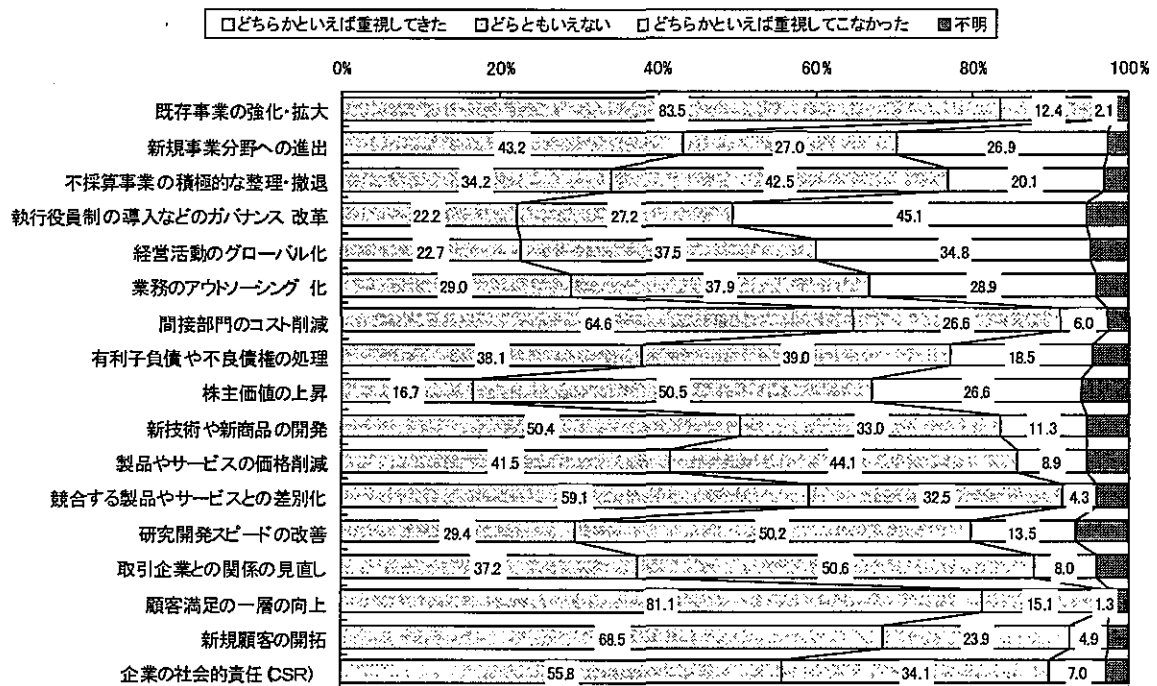 □どちらかといえば重視してきた □どらともいえない □どちらかといえば重視してこなかった ■不明
0% 20% 40% 60% 80% 100%
既存事業の強化・拡大 83.5 12.4 2.1
新規事業分野への進出 43.2 27.0 26.9
不採算事業の積極的な整理・撤退 34.2 42.5 20.1
執行役員制の導入などのガバナンス 改革 22.2 27.2 45.1
経営活動のグローバル化 22.7 37.5 34.8
業務のアウトソーシング 化 29.0 37.9 28.9
間接部門のコスト削減 64.6 26.6 6.0
有利子負債や不良債権の処理 38.1 39.0 18.5
株主価値の上昇 16.7 50.5 26.6
新技術や新商品の開発 50.4 33.0 11.3
製品やサービスの価格削減 41.5 44.1 8.9
競合する製品やサービスとの差別化 59.1 32.5 4.3
研究開発スピードの改善 29.4 50.2 13.5
取引企業との関係の見直し 37.2 50.6 8.0
顧客満足の一層の向上 81.1 15.1 1.3
新規顧客の開拓 68.5 23.9 4.9
企業の社会的責任(CSR) 55.8 34.1 7.0